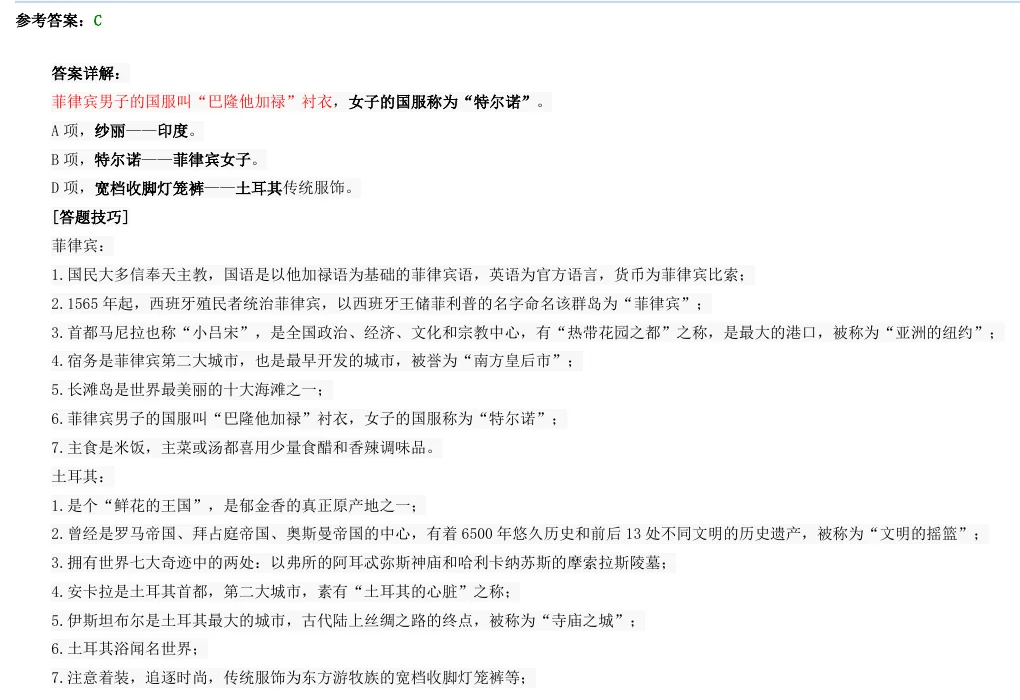 参考答案：C
答案详解：
菲律宾男子的国服叫“巴隆他加禄”衬衣，女子的国服称为“特尔诺”。
A 项，纱丽——印度。
B 项，特尔诺——菲律宾女子。
D 项，宽档收脚灯笼裤——土耳其传统服饰。
[答题技巧]
菲律宾：
1.国民大多信奉天主教，国语是以他加禄语为基础的菲律宾语，英语为官方语言，货币为菲律宾比索；
2.1565 年起，西班牙殖民者统治菲律宾，以西班牙王储菲利普的名字命名该群岛为“菲律宾”；
3.首都马尼拉也称“小吕宋”，是全国政治、经济、文化和宗教中心，有“热带花园之都”之称，是最大的港口，被称为“亚洲的纽约”；
4.宿务是菲律宾第二大城市，也是最早开发的城市，被誉为“南方皇后市”；
5.长滩岛是世界最美丽的十大海滩之一；
6.菲律宾男子的国服叫“巴隆他加禄”衬衣，女子的国服称为“特尔诺”；
7.主食是米饭，主菜或汤都喜用少量食醋和香辣调味品。
土耳其：
1.是个“鲜花的王国”，是郁金香的真正原产地之一；
2.曾经是罗马帝国、拜占庭帝国、奥斯曼帝国的中心，有着 6500 年悠久历史和前后 13 处不同文明的历史遗产，被称为“文明的摇篮”；
3.拥有世界七大奇迹中的两处：以弗所的阿耳忒弥斯神庙和哈利卡纳苏斯的摩索拉斯陵墓；
4.安卡拉是土耳其首都，第二大城市，素有“土耳其的心脏”之称；
5.伊斯坦布尔是土耳其最大的城市，古代陆上丝绸之路的终点，被称为“寺庙之城”；
6.土耳其浴闻名世界；
7.注意着装，追逐时尚，传统服饰为东方游牧族的宽档收脚灯笼裤等；